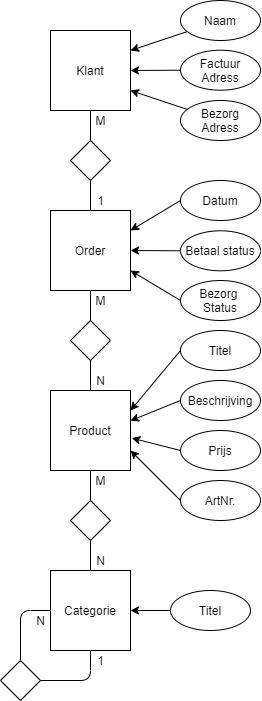 Naam
Klant
Factuur
Adress
Bezorg
Adress
M
1
Datum
Order
Betaal status
Bezorg
Status
M
N
Titel
Beschrijving
Product
Prijs
ArtNr.
M
N
Categorie
Titel
N
1